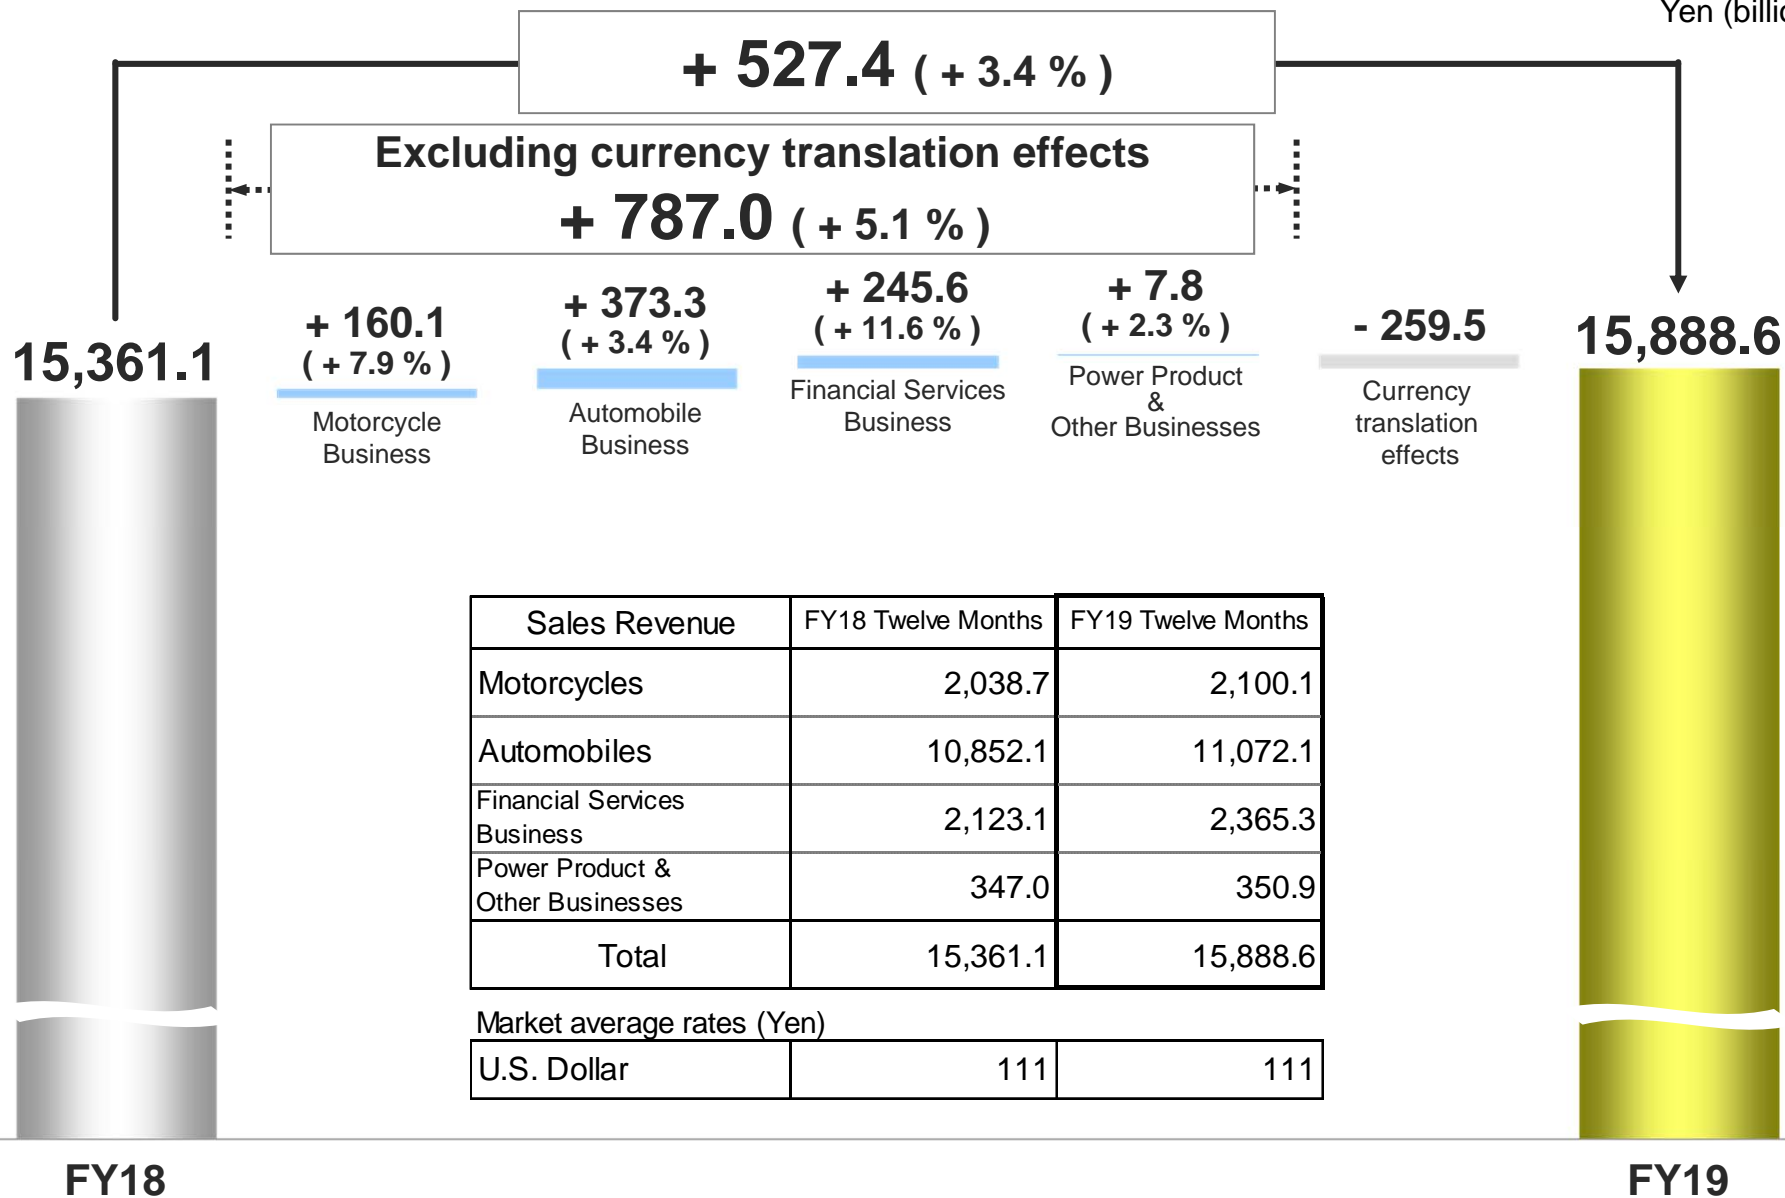 Yen (billio
+ 527.4 ( + 3.4 % )
Excluding currency translation effects
+ 787.0 ( + 5.1 % )
15,361.1
+ 160.1
( + 7.9 % )
Motorcycle
Business
+ 373.3
( + 3.4 % )
Automobile
Business
+ 245.6
( + 11.6 % )
Financial Services
Business
+ 7.8
( + 2.3 % )
Power Product
&
Other Businesses
- 259.5
Currency
translation
effects
15,888.6
Sales Revenue FY18 Twelve Months FY19 Twelve Months
Motorcycles 2,038.7 2,100.1
Automobiles 10,852.1 11,072.1
Financial Services
Business 2,123.1 2,365.3
Power Product &
Other Businesses 347.0 350.9
Total 15,361.1 15,888.6
Market average rates (Yen)
U.S. Dollar 111 111
FY18 FY19